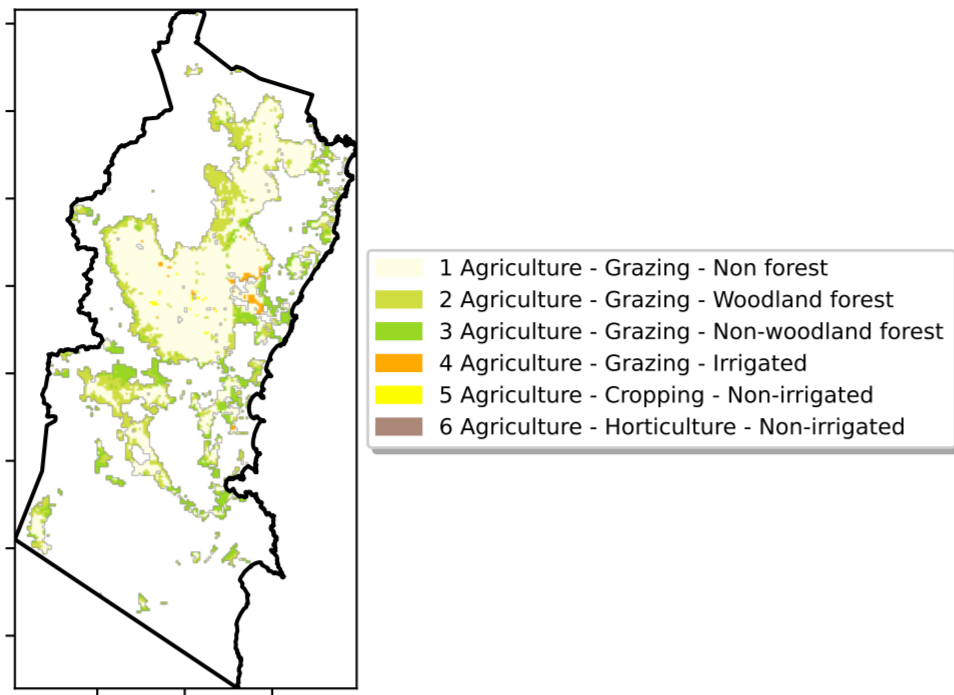 1 Agriculture - Grazing - Non forest
2 Agriculture - Grazing - Woodland forest
3 Agriculture - Grazing - Non-woodland forest
4 Agriculture - Grazing - Irrigated
5 Agriculture - Cropping - Non-irrigated
6 Agriculture - Horticulture - Non-irrigated